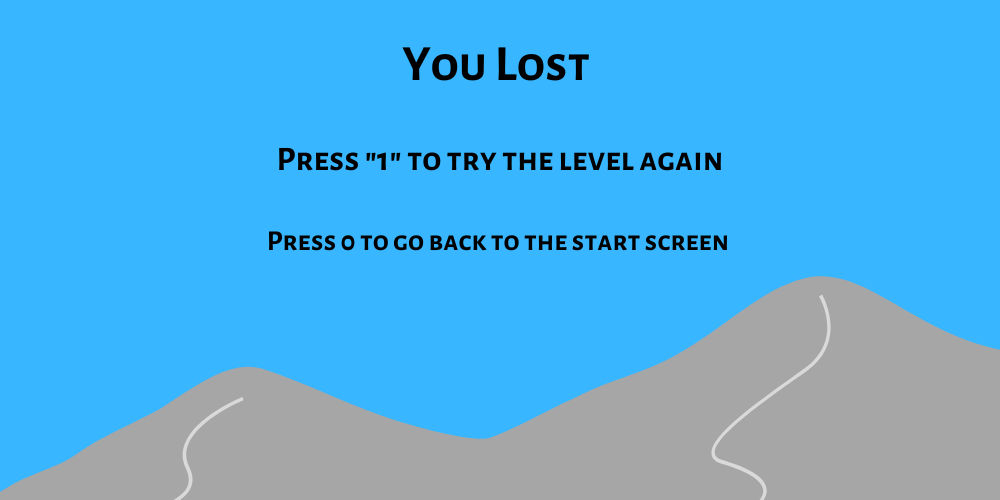 You Lost
Press "1" to try the level again
Press 0 to go back to the start screen